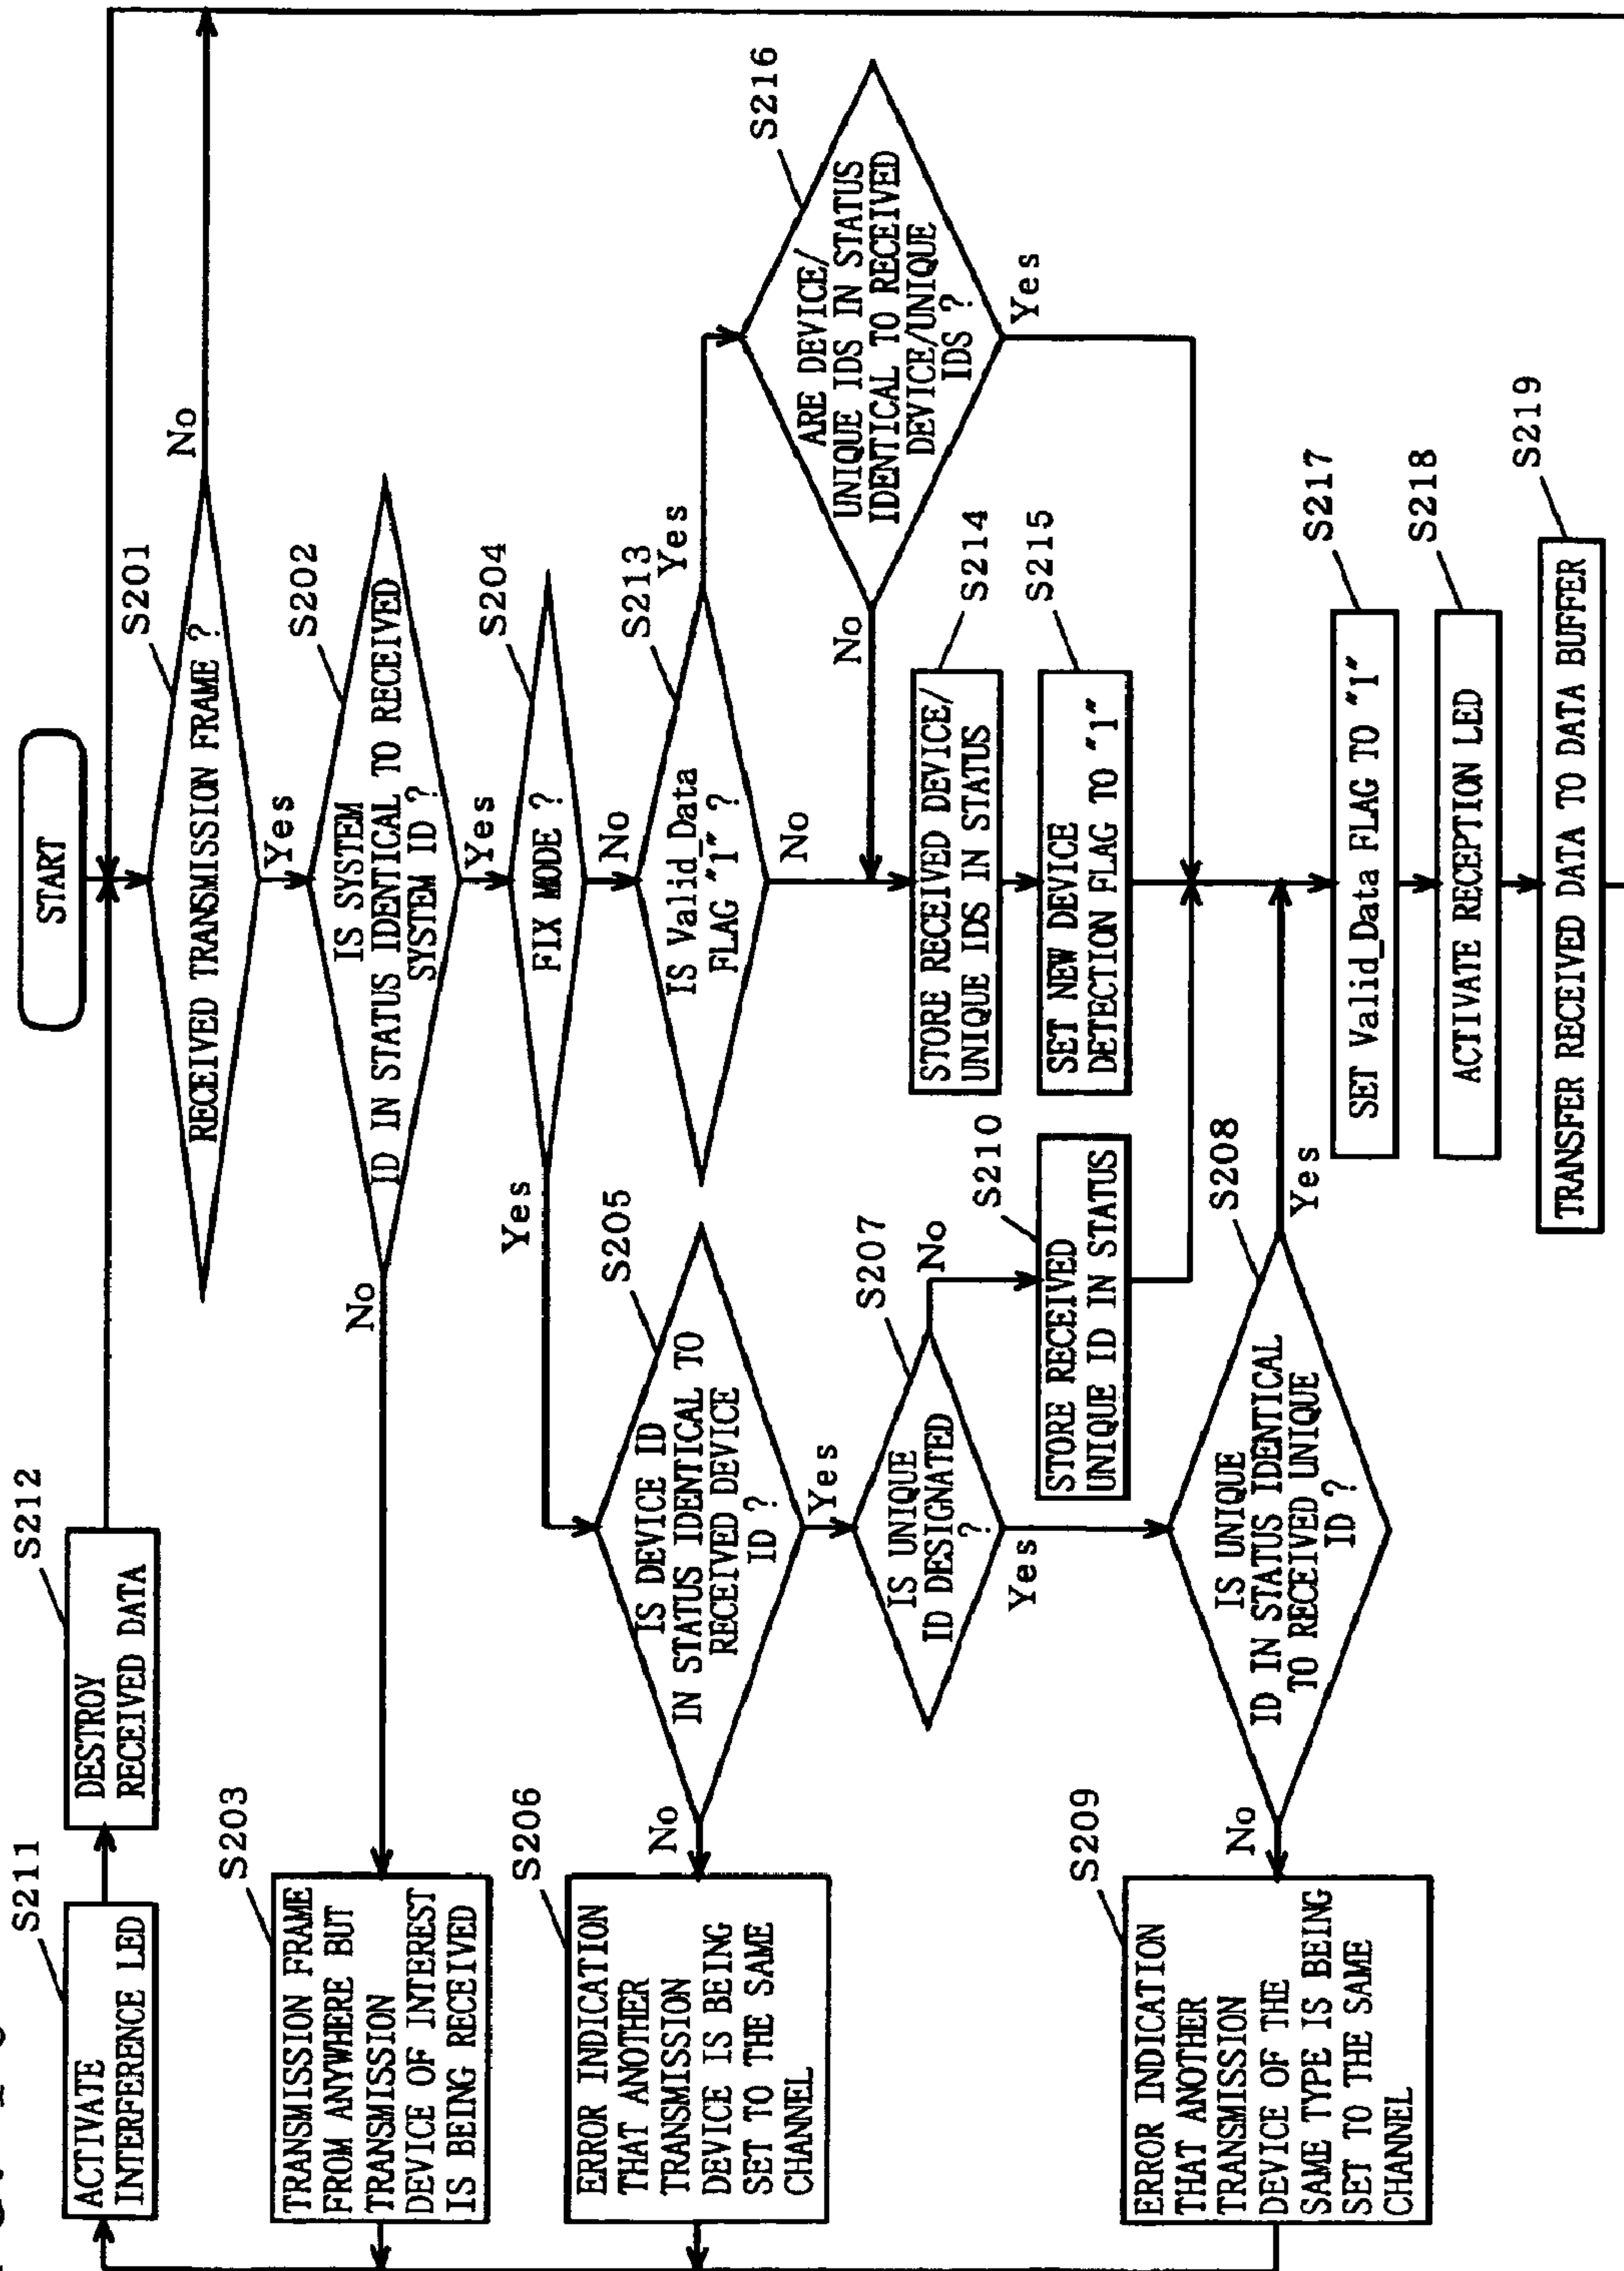 START
S201
RECEIVED TRANSMISSION FRAME ?
No
Yes
S202
IS SYSTEM
ID IN STATUS IDENTICAL TO RECEIVED
SYSTEM ID ?
No
Yes
S203
TRANSMISSION FRAME
FROM ANYWHERE BUT
TRANSMISSION
DEVICE OF INTEREST
IS BEING RECEIVED
S204
FIX MODE ?
Yes
No
S205
IS DEVICE ID
IN STATUS IDENTICAL TO
RECEIVED DEVICE
ID ?
No
Yes
S206
ERROR INDICATION
THAT ANOTHER
TRANSMISSION
DEVICE IS BEING
SET TO THE SAME
CHANNEL
S207
IS UNIQUE
ID DESIGNATED
?
No
Yes
S210
STORE RECEIVED
UNIQUE ID IN STATUS
S208
IS UNIQUE
ID IN STATUS IDENTICAL
TO RECEIVED UNIQUE
ID ?
No
Yes
S209
ERROR INDICATION
THAT ANOTHER
TRANSMISSION
DEVICE OF THE
SAME TYPE IS BEING
SET TO THE SAME
CHANNEL
S211
ACTIVATE
INTERFERENCE LED
S212
DESTROY
RECEIVED DATA
S213
IS Valid_Data
FLAG "1" ?
Yes
No
S216
ARE DEVICE/
UNIQUE IDS IN STATUS
IDENTICAL TO RECEIVED
DEVICE/UNIQUE
IDS ?
No
Yes
S214
STORE RECEIVED DEVICE/
UNIQUE IDS IN STATUS
S215
SET NEW DEVICE
DETECTION FLAG TO "1"
S217
SET Valid_Data FLAG TO "1"
S218
ACTIVATE RECEPTION LED
S219
TRANSFER RECEIVED DATA TO DATA BUFFER